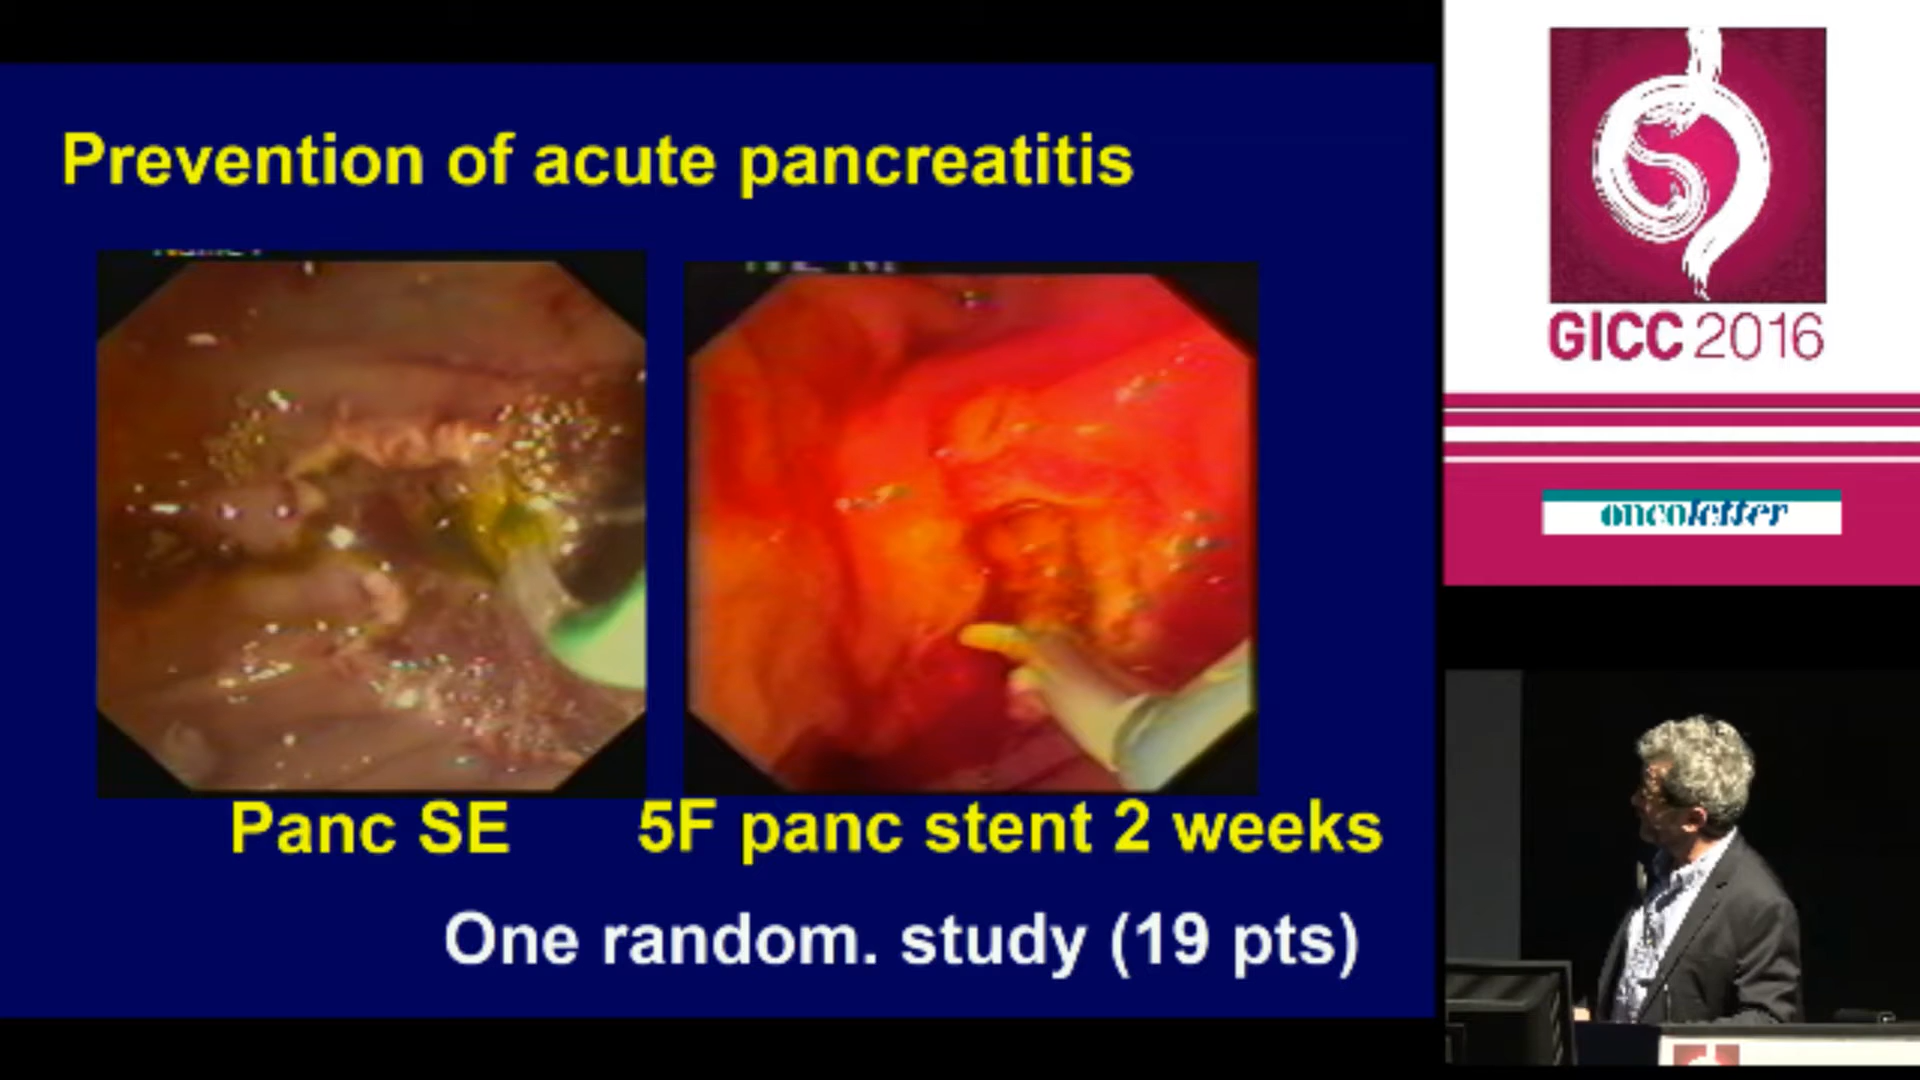 Prevention of acute pancreatitis
Panc SE
5F panc stent 2 weeks
One random. study (19 pts)
GICC 2016
oncoletter